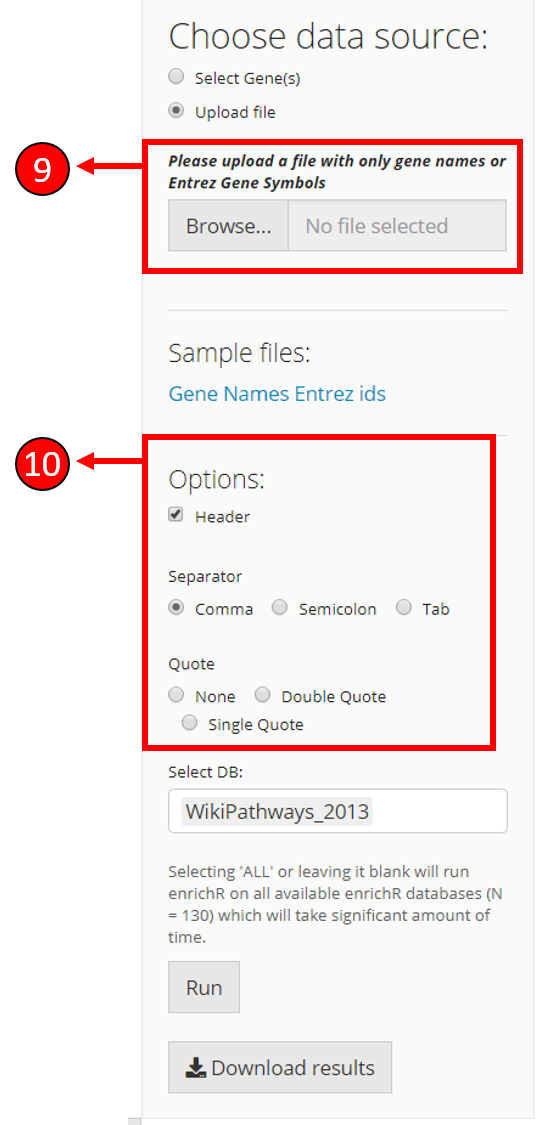 Choose data source:
Select Gene(s)
Upload file
9
Please upload a file with only gene names or
Entrez Gene Symbols
Browse...
No file selected
Sample files:
Gene Names Entrez ids
10
Options:
Header
Separator
Comma Semicolon Tab
Quote
None Double Quote
Single Quote
Select DB:
WikiPathways_2013
Selecting 'ALL' or leaving it blank will run
enrichR on all available enrichR databases (N
= 130) which will take significant amount of
time.
Run
Download results